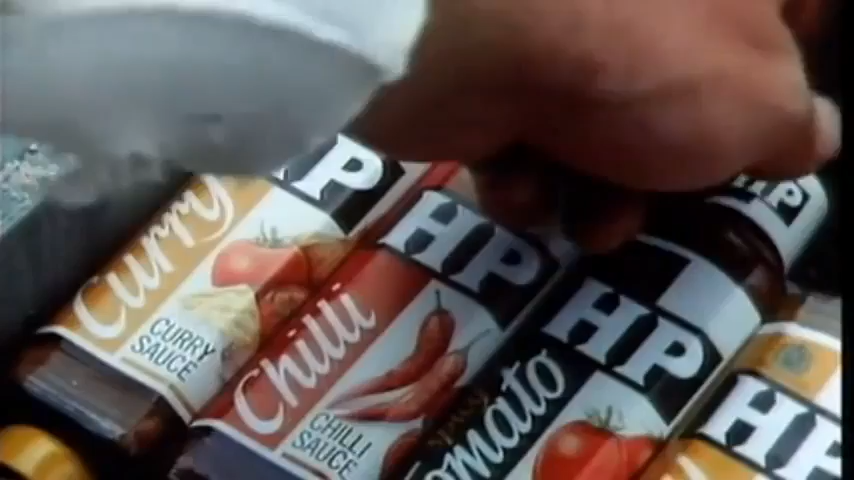 HP
Curry
CURRY
SAUCE
HP
Chilli
CHILLI
SAUCE
HP
omato
HP
HP